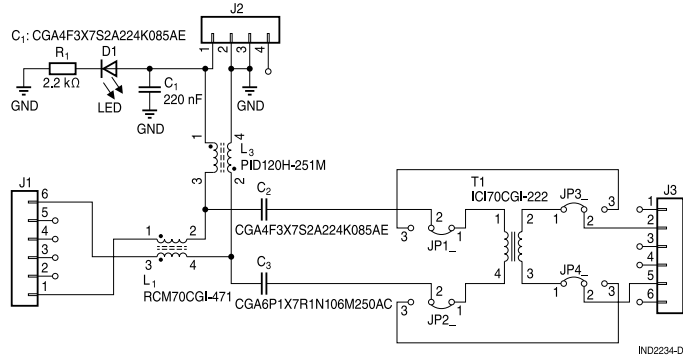 J2
C₁: CGA4F3X7S2A224K085AE
1 2 3 4
R₁ D1
2.2 kΩ
LED
C₁
220 nF
GND GND GND
1 4
L₃
PID120H-251M
3 2
J1
6
5
4
3
2
1
1 2
3 4
L₁
RCM70CGI-471
C₂
CGA4F3X7S2A224K085AE
C₃
CGA6P1X7R1N106M250AC
3 2 1
JP1_
3 2 1
JP2_
T1
ICI70CGI-222
1 2
4 3
JP3_
2 1 3
JP4_
1 2 3
J3
1
2
3
4
5
6
IND2234-D